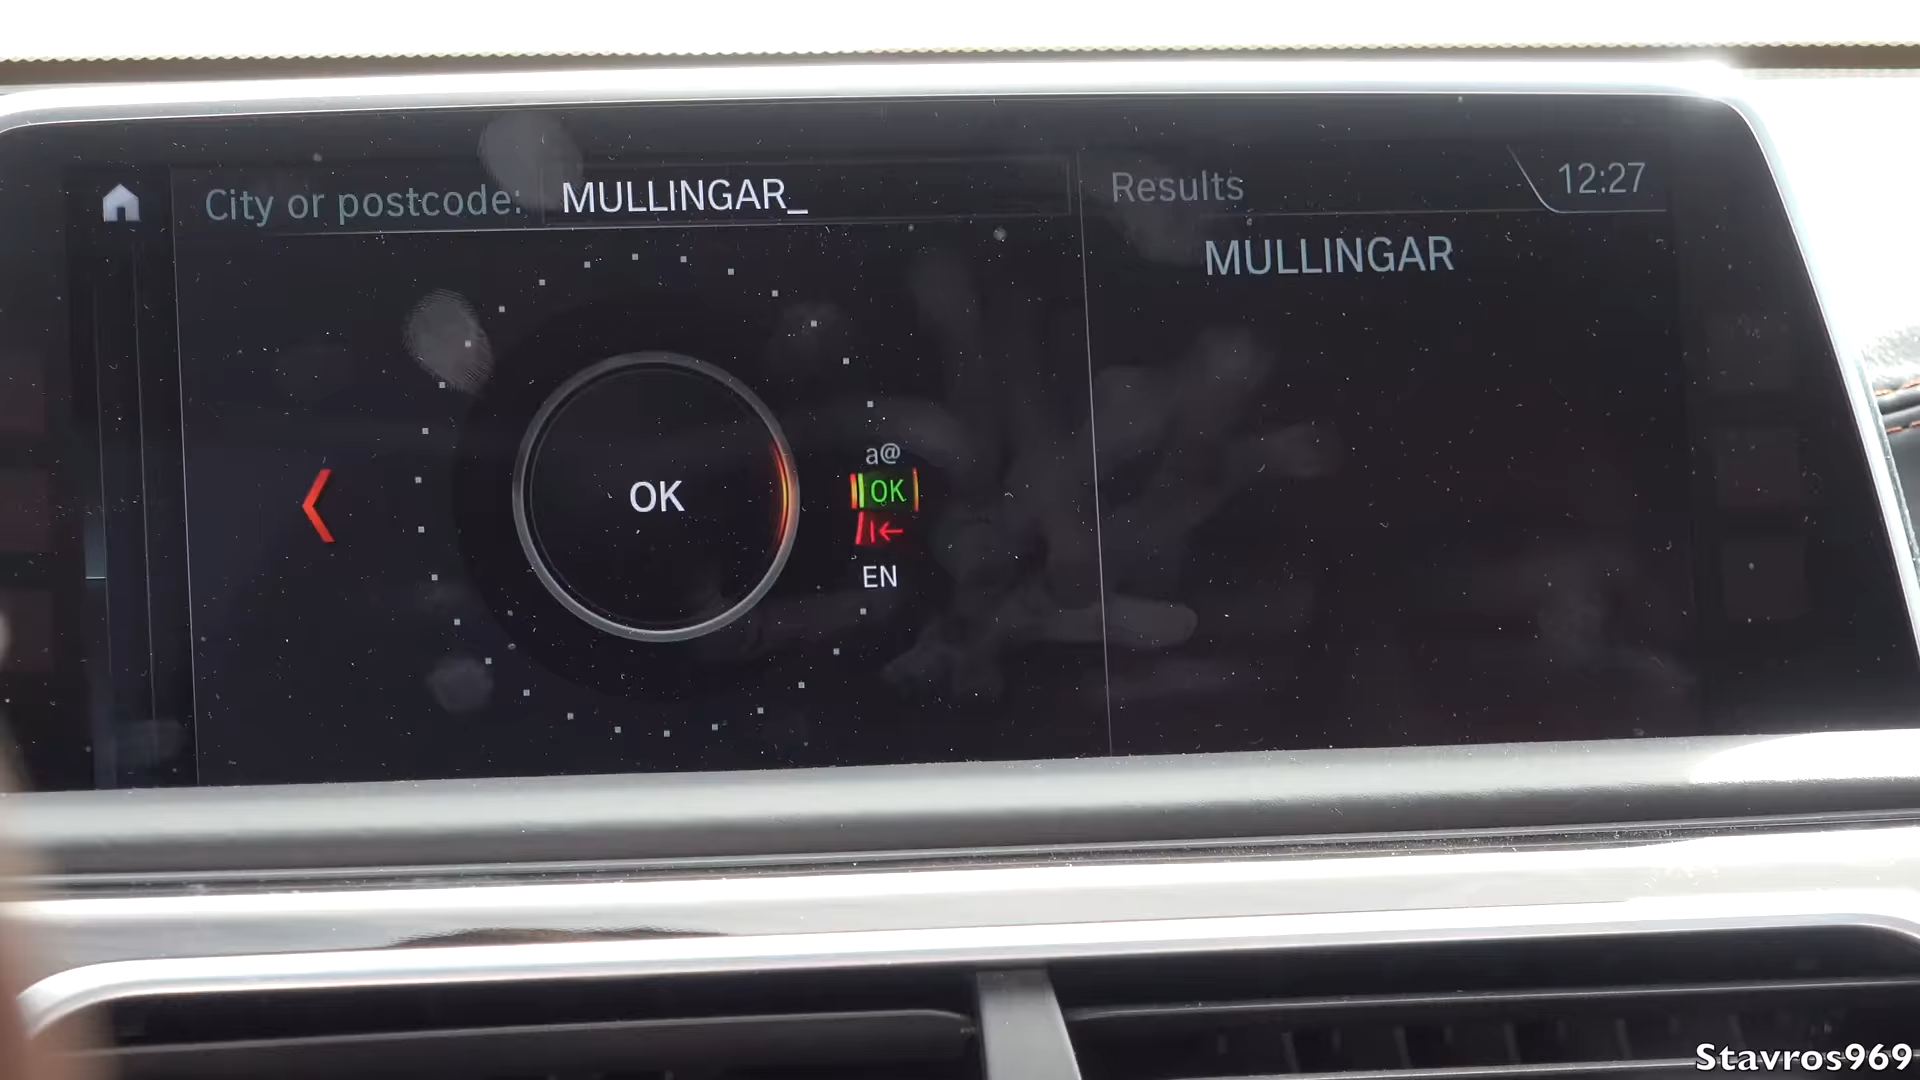 City or postcode: MULLINGAR_
Results
12:27
MULLINGAR
a@
OK
OK
EN
Stavros969